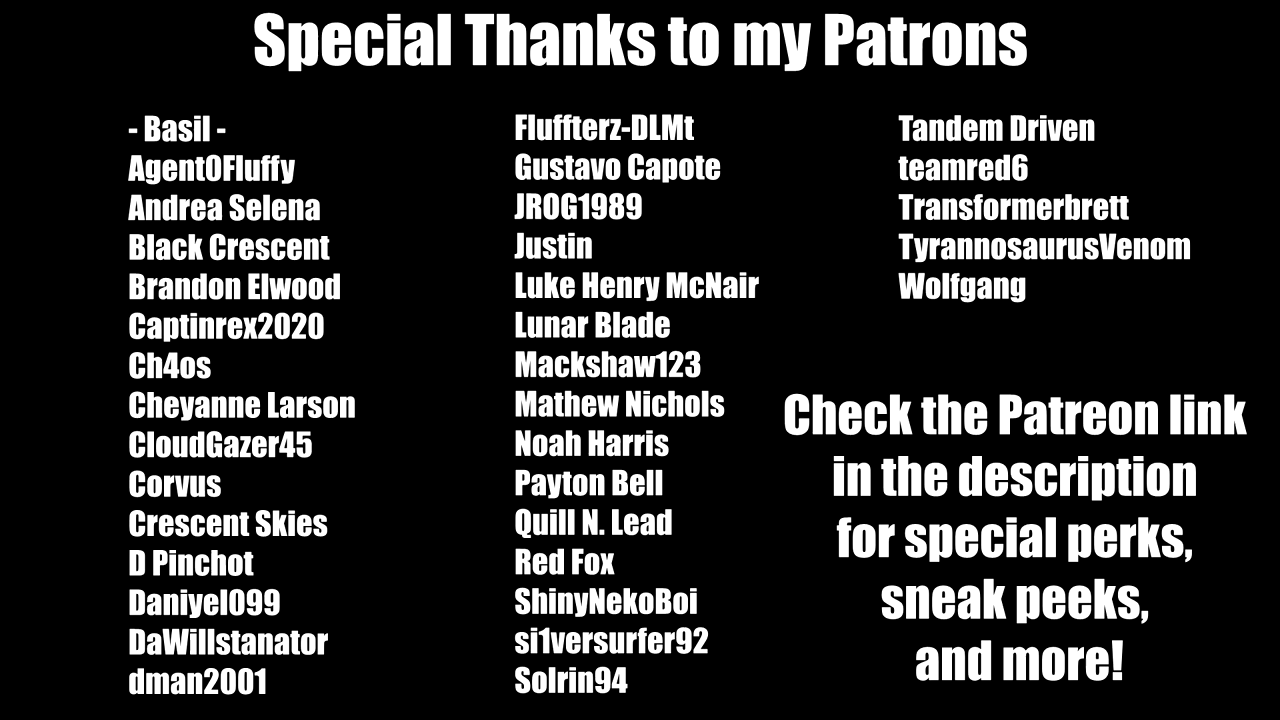 Special Thanks to my Patrons
- Basil -
Agent0Fluffy
Andrea Selena
Black Crescent
Brandon Elwood
Captinrex2020
Ch4os
Cheyanne Larson
CloudGazer45
Corvus
Crescent Skies
D Pinchot
Daniyel099
DaWillstanator
dman2001
Fluffterz-DLMt
Gustavo Capote
JROG1989
Justin
Luke Henry McNair
Lunar Blade
Mackshaw123
Mathew Nichols
Noah Harris
Payton Bell
Quill N. Lead
Red Fox
ShinyNekoBoi
si1versurfer92
Solrin94
Tandem Driven
teamred6
Transformerbrett
TyrannosaurusVenom
Wolfgang
Check the Patreon link
in the description
for special perks,
sneak peeks,
and more!